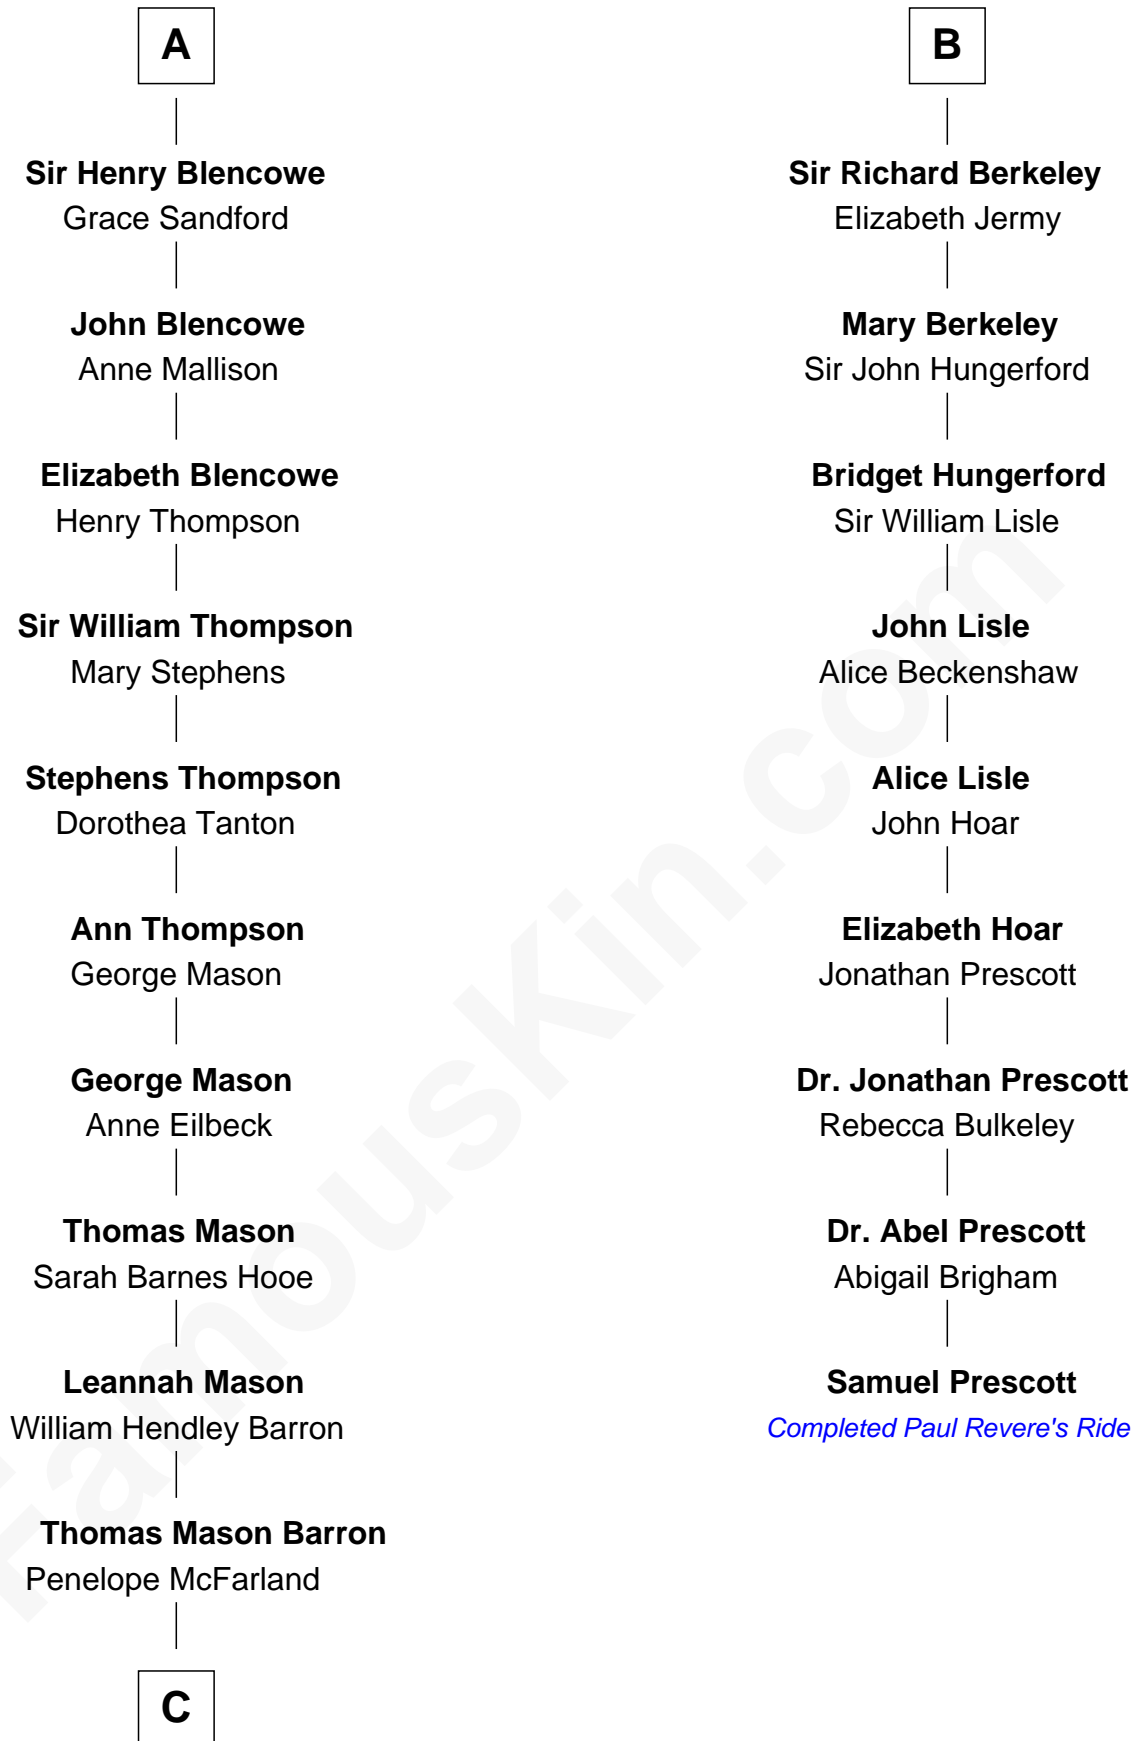 A
Sir Henry Blencowe
Grace Sandford
John Blencowe
Anne Mallison
Elizabeth Blencowe
Henry Thompson
Sir William Thompson
Mary Stephens
Stephens Thompson
Dorothea Tanton
Ann Thompson
George Mason
George Mason
Anne Eilbeck
Thomas Mason
Sarah Barnes Hooe
Leannah Mason
William Hendley Barron
Thomas Mason Barron
Penelope McFarland
C
B
Sir Richard Berkeley
Elizabeth Jermy
Mary Berkeley
Sir John Hungerford
Bridget Hungerford
Sir William Lisle
John Lisle
Alice Beckenshaw
Alice Lisle
John Hoar
Elizabeth Hoar
Jonathan Prescott
Dr. Jonathan Prescott
Rebecca Bulkeley
Dr. Abel Prescott
Abigail Brigham
Samuel Prescott
Completed Paul Revere's Ride
FamousKin.com